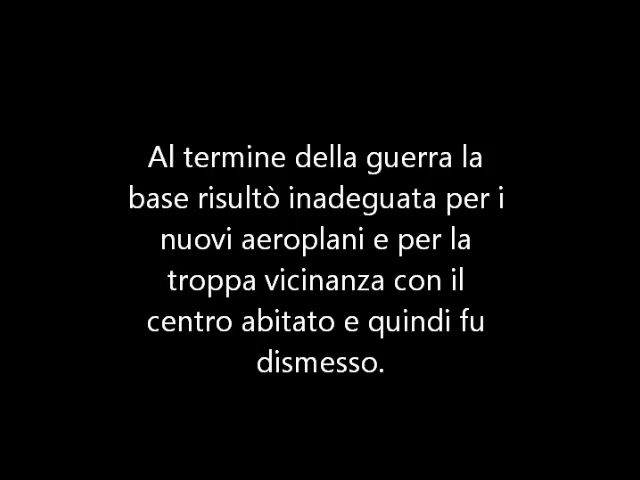 Al termine della guerra la
base risultò inadeguata per i
nuovi aeroplani e per la
troppa vicinanza con il
centro abitato e quindi fu
dismesso.